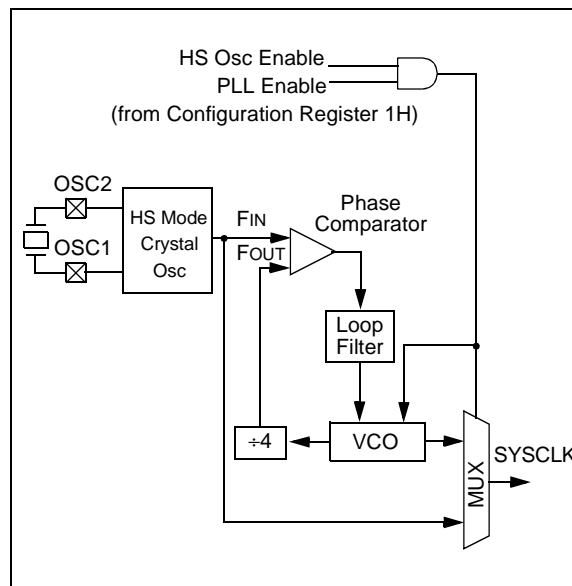 HS Osc Enable
PLL Enable
(from Configuration Register 1H)
OSC2
OSC1
HS Mode
Crystal
Osc
FIN
FOUT
Phase
Comparator
Loop
Filter
÷4
VCO
MUX
SYSCLK